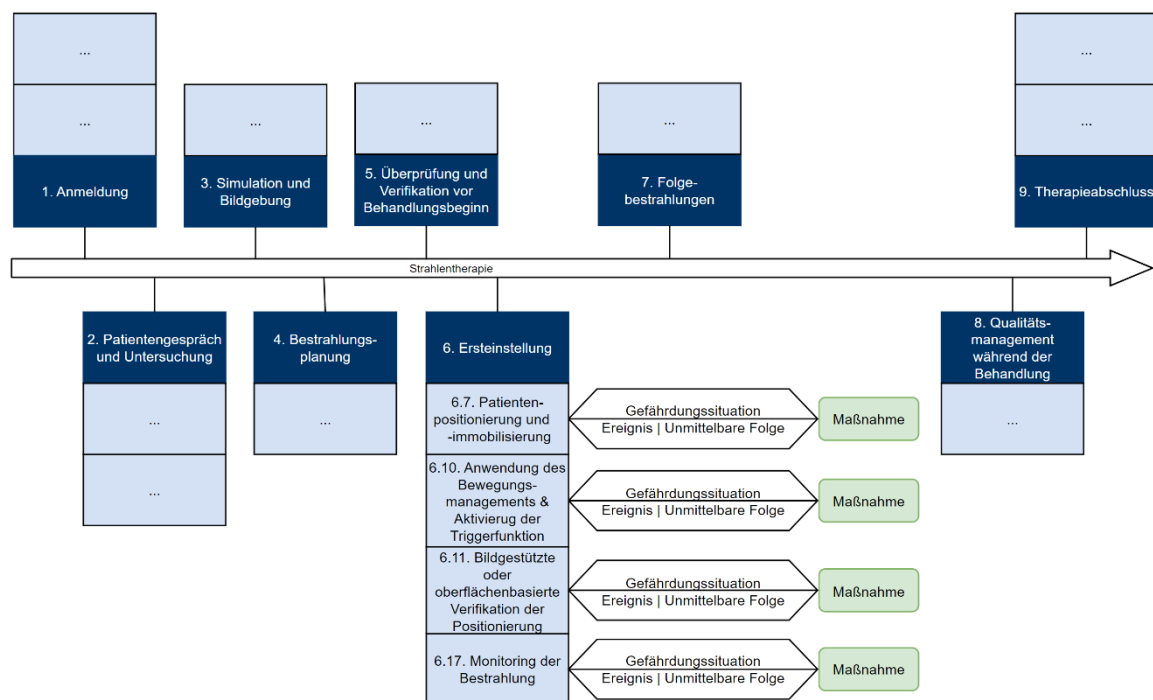 ...
...
1. Anmeldung
...
3. Simulation und
Bildgebung
...
5. Überprüfung und
Verifikation vor
Behandlungsbeginn
...
7. Folge-
bestrahlungen
...
...
9. Therapieabschluss
Strahlentherapie
2. Patientengespräch
und Untersuchung
...
...
4. Bestrahlungs-
planung
...
6. Ersteinstellung
6.7. Patienten-
positionierung und
-immobilisierung
Gefährdungssituation
Ereignis | Unmittelbare Folge
Maßnahme
6.10. Anwendung des
Bewegungs-
managements &
Aktivierug der
Triggerfunktion
Gefährdungssituation
Ereignis | Unmittelbare Folge
Maßnahme
6.11. Bildgestützte
oder
oberflächenbasierte
Verifikation der
Positionierung
Gefährdungssituation
Ereignis | Unmittelbare Folge
Maßnahme
6.17. Monitoring der
Bestrahlung
Gefährdungssituation
Ereignis | Unmittelbare Folge
Maßnahme
8. Qualitäts-
management
während der
Behandlung
...